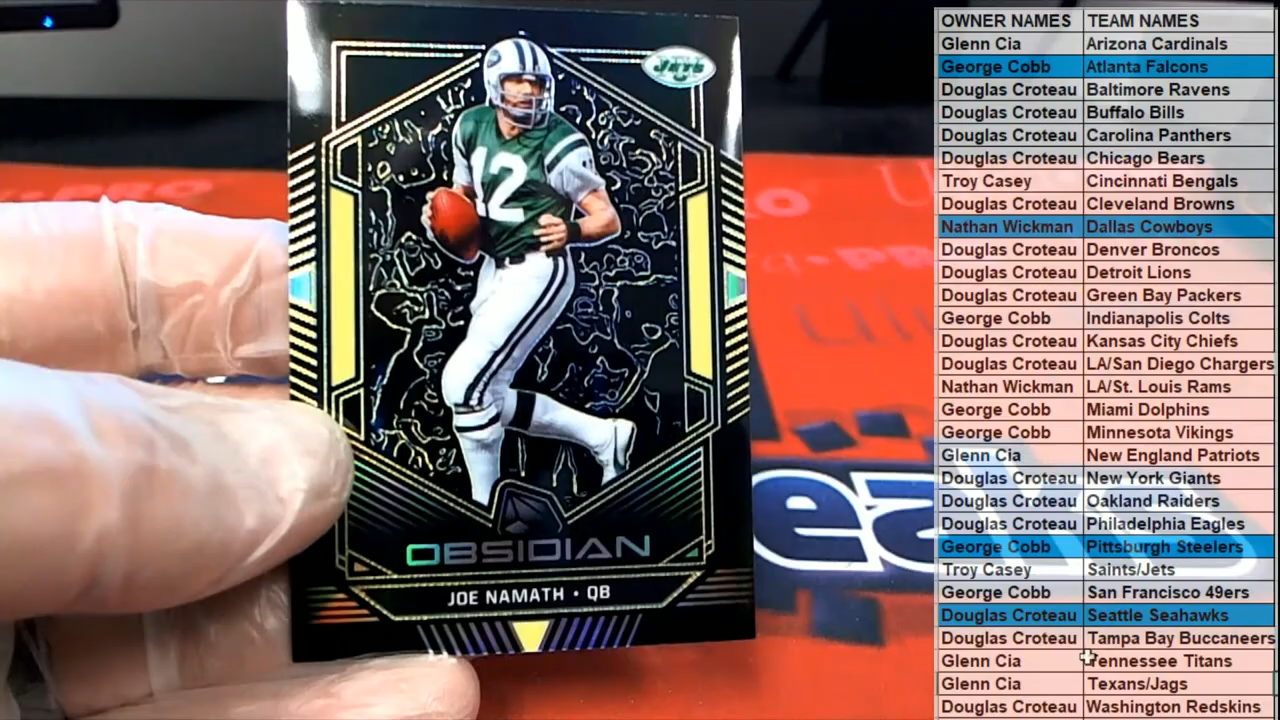 Jets
12
OBSIDIAN
JOE NAMATH • QB
OWNER NAMES TEAM NAMES
Glenn Cia Arizona Cardinals
George Cobb Atlanta Falcons
Douglas Croteau Baltimore Ravens
Douglas Croteau Buffalo Bills
Douglas Croteau Carolina Panthers
Douglas Croteau Chicago Bears
Troy Casey Cincinnati Bengals
Douglas Croteau Cleveland Browns
Nathan Wickman Dallas Cowboys
Douglas Croteau Denver Broncos
Douglas Croteau Detroit Lions
Douglas Croteau Green Bay Packers
George Cobb Indianapolis Colts
Douglas Croteau Kansas City Chiefs
Douglas Croteau LA/San Diego Chargers
Nathan Wickman LA/St. Louis Rams
George Cobb Miami Dolphins
George Cobb Minnesota Vikings
Glenn Cia New England Patriots
Douglas Croteau New York Giants
Douglas Croteau Oakland Raiders
Douglas Croteau Philadelphia Eagles
George Cobb Pittsburgh Steelers
Troy Casey Saints/Jets
George Cobb San Francisco 49ers
Douglas Croteau Seattle Seahawks
Douglas Croteau Tampa Bay Buccaneers
Glenn Cia Tennessee Titans
Glenn Cia Texans/Jags
Douglas Croteau Washington Redskins